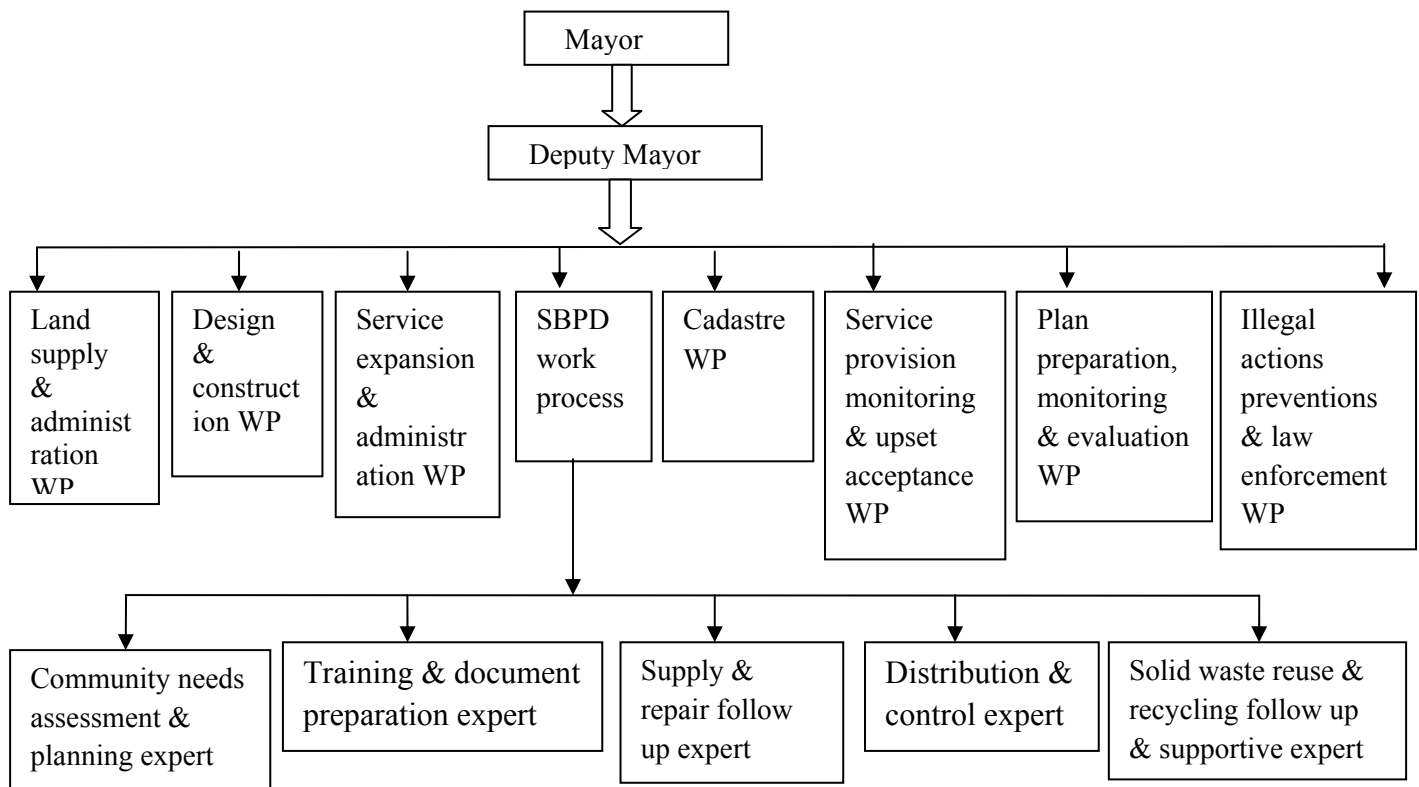 Mayor
Deputy Mayor
Land
supply
&
administ
ration
WP
Design
&
construct
ion WP
Service
expansion
&
administr
ation WP
SBPD
work
process
Cadastre
WP
Service
provision
monitoring
& upset
acceptance
WP
Plan
preparation,
monitoring
& evaluation
WP
Illegal
actions
preventions
& law
enforcement
WP
Community needs
assessment &
planning expert
Training & document
preparation expert
Supply &
repair follow
up expert
Distribution &
control expert
Solid waste reuse &
recycling follow up
& supportive expert